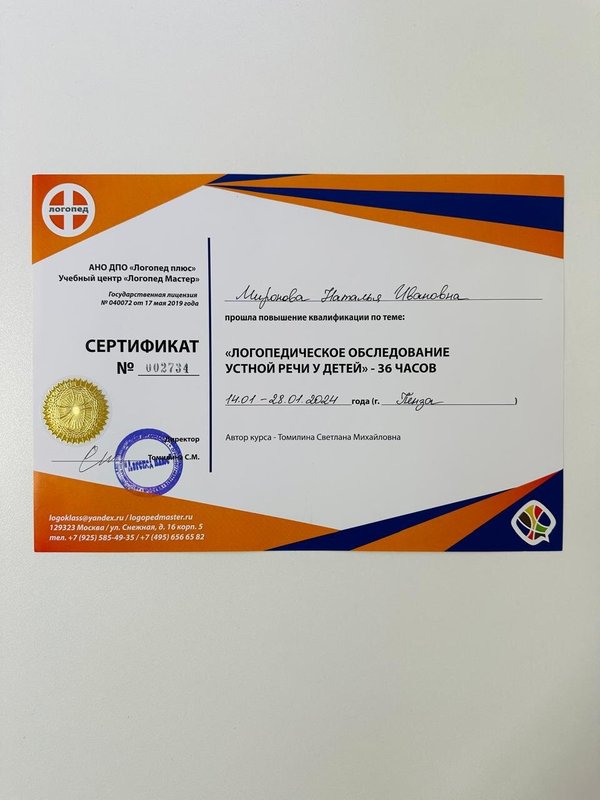 логопед
АНО ДПО «Логопед плюс»
Учебный центр «Логопед Мастер»
Государственная лицензия
№ 040072 от 17 мая 2019 года
СЕРТИФИКАТ
№ 002734
Директор
Томилина С.М.
Логопед плюс
Миронова Наталья Ивановна
прошла повышение квалификации по теме:
«ЛОГОПЕДИЧЕСКОЕ ОБСЛЕДОВАНИЕ
УСТНОЙ РЕЧИ У ДЕТЕЙ» - 36 ЧАСОВ
14.01 - 28.01.2024 года (г. Пенза )
Автор курса - Томилина Светлана Михайловна
logoklass@yandex.ru / logopedmaster.ru
129323 Москва / ул. Снежная, д. 16 корп. 5
тел. +7 (925) 585-49-35 / +7 (495) 656 65 82